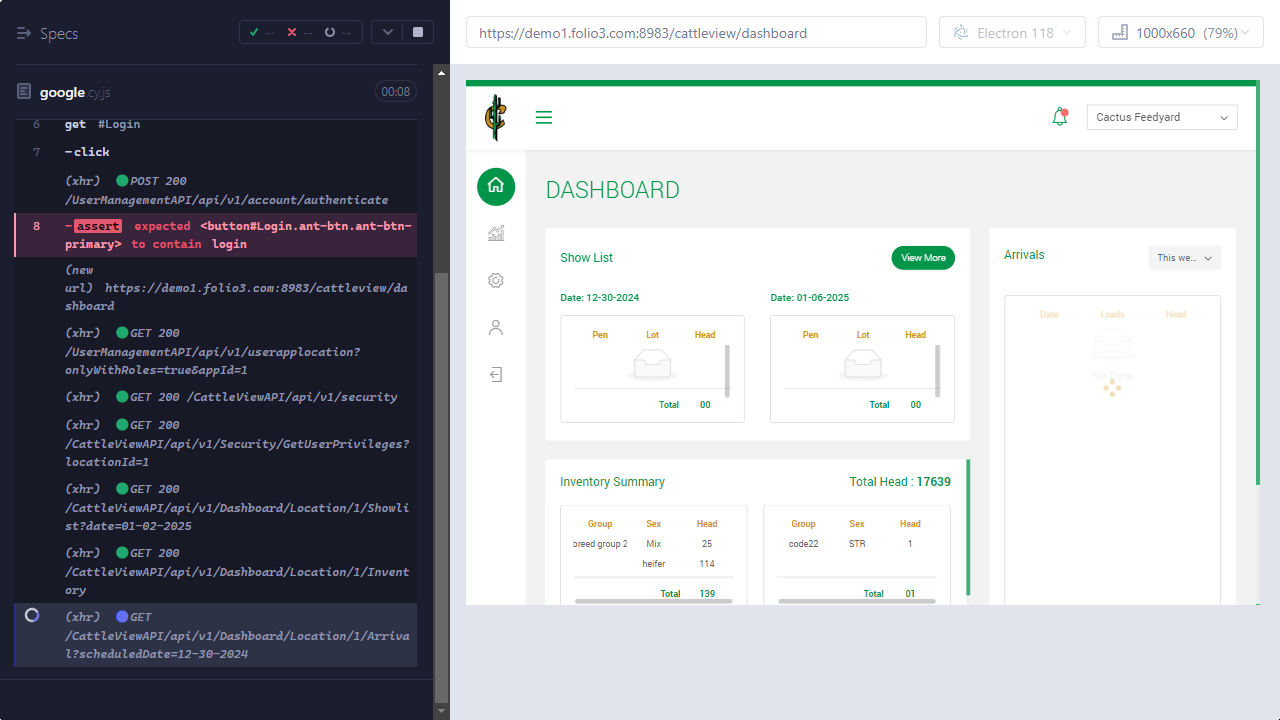 Specs
--
--
--
https://demo1.folio3.com:8983/cattleview/dashboard
Electron 118
1000x660 (79%)
google.cy.js
00:08
6 get #Login
7 -click
(xhr) POST 200
/UserManagementAPI/api/v1/account/authenticate
8 -assert expected <button#Login.ant-btn.ant-btn-
primary> to contain login
(new
url) https://demo1.folio3.com:8983/cattleview/da
shboard
(xhr) GET 200
/UserManagementAPI/api/v1/userapplocation?
onlyWithRoles=true&appId=1
(xhr) GET 200 /CattleViewAPI/api/v1/security
(xhr) GET 200
/CattleViewAPI/api/v1/Security/GetUserPrivileges?
locationId=1
(xhr) GET 200
/CattleViewAPI/api/v1/Dashboard/Location/1/Showli
st?date=01-02-2025
(xhr) GET 200
/CattleViewAPI/api/v1/Dashboard/Location/1/Invent
ory
(xhr) GET
/CattleViewAPI/api/v1/Dashboard/Location/1/Arriva
l?scheduledDate=12-30-2024
Cactus Feedyard
DASHBOARD
Show List
View More
Date: 12-30-2024
Pen Lot Head
Total 00
Date: 01-06-2025
Pen Lot Head
Total 00
Arrivals
This we...
Date Loads Head
No Data
Inventory Summary
Total Head : 17639
Group Sex Head
breed group 2 Mix 25
heifer 114
Total 139
Group Sex Head
code22 STR 1
Total 01